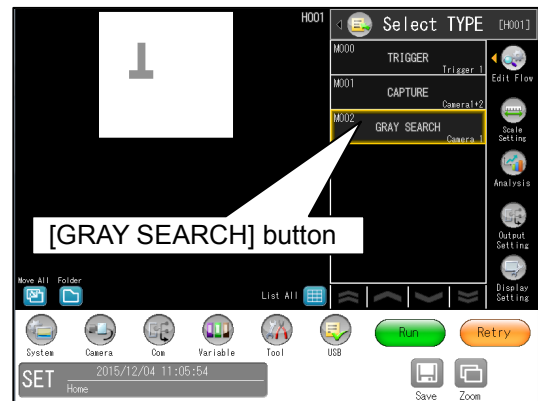 H001
Select TYPE [H001]
M000
TRIGGER
Trigger 1
M001
CAPTURE
Camera1+2
M002
GRAY SEARCH
Camera 1
Edit Flow
Scale
Setting
Analysis
Output
Setting
Display
Setting
[GRAY SEARCH] button
Move All Folder
List All
System Camera Com Variable Tool USB
Run Retry
SET
2015/12/04 11:05:54
Home
Save Zoom